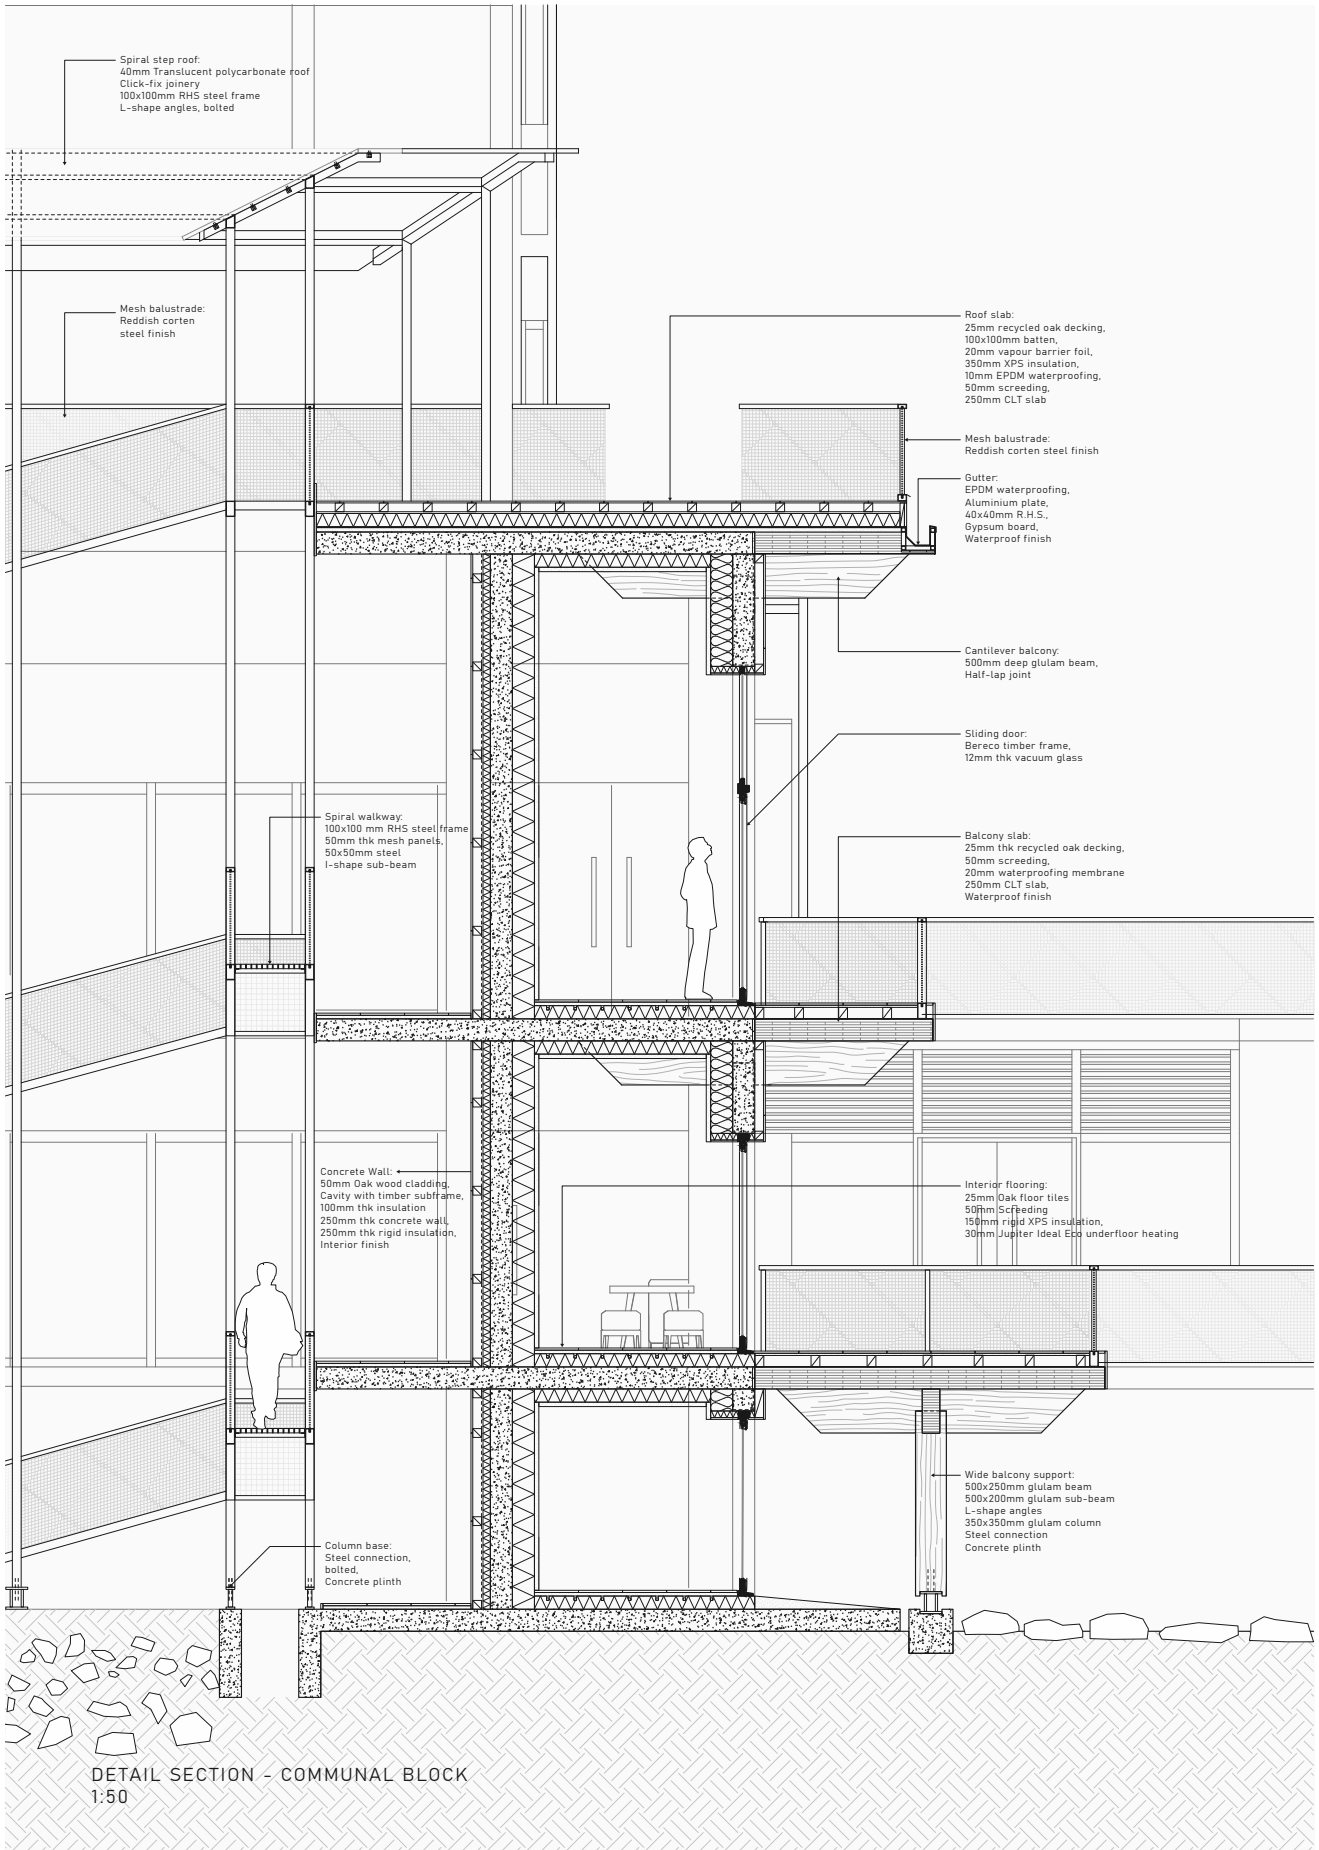 Spiral step roof:
40mm Translucent polycarbonate roof
Click-fix joinery
100x100mm RHS steel frame
L-shape angles, bolted
Mesh balustrade:
Reddish corten
steel finish
Roof slab:
25mm recycled oak decking,
100x100mm batten,
20mm vapour barrier foil,
350mm XPS insulation,
10mm EPDM waterproofing,
50mm screeding,
250mm CLT slab
Mesh balustrade:
Reddish corten steel finish
Gutter:
EPDM waterproofing,
Aluminium plate,
40x40mm R.H.S.,
Gypsum board,
Waterproof finish
Cantilever balcony:
500mm deep glulam beam,
Half-lap joint
Sliding door:
Bereco timber frame,
12mm thk vacuum glass
Spiral walkway:
100x100 mm RHS steel frame
50mm thk mesh panels,
50x50mm steel
I-shape sub-beam
Balcony slab:
25mm thk recycled oak decking,
50mm screeding,
20mm waterproofing membrane
250mm CLT slab,
Waterproof finish
Concrete Wall:
50mm Oak wood cladding,
Cavity with timber subframe,
100mm thk insulation
250mm thk concrete wall,
250mm thk rigid insulation,
Interior finish
Interior flooring:
25mm Oak floor tiles
50mm Screeding
150mm rigid XPS insulation,
30mm Jupiter Ideal Eco underfloor heating
Wide balcony support:
500x250mm glulam beam
500x200mm glulam sub-beam
L-shape angles
350x350mm glulam column
Steel connection
Concrete plinth
Column base:
Steel connection,
bolted,
Concrete plinth
DETAIL SECTION - COMMUNAL BLOCK
1:50